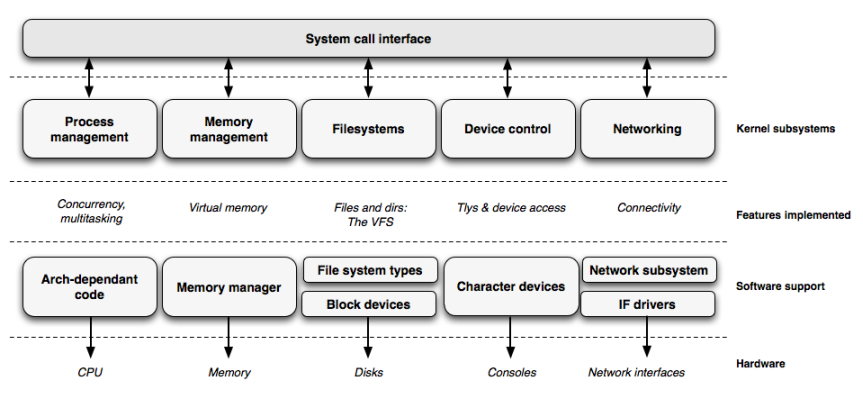 System call interface
Process
management
Memory
management
Filesystems
Device control
Networking
Kernel subsystems
Concurrency,
multitasking
Virtual memory
Files and dirs:
The VFS
Tlys & device access
Connectivity
Features implemented
Arch-dependant
code
Memory manager
File system types
Block devices
Character devices
Network subsystem
IF drivers
Software support
CPU
Memory
Disks
Consoles
Network interfaces
Hardware